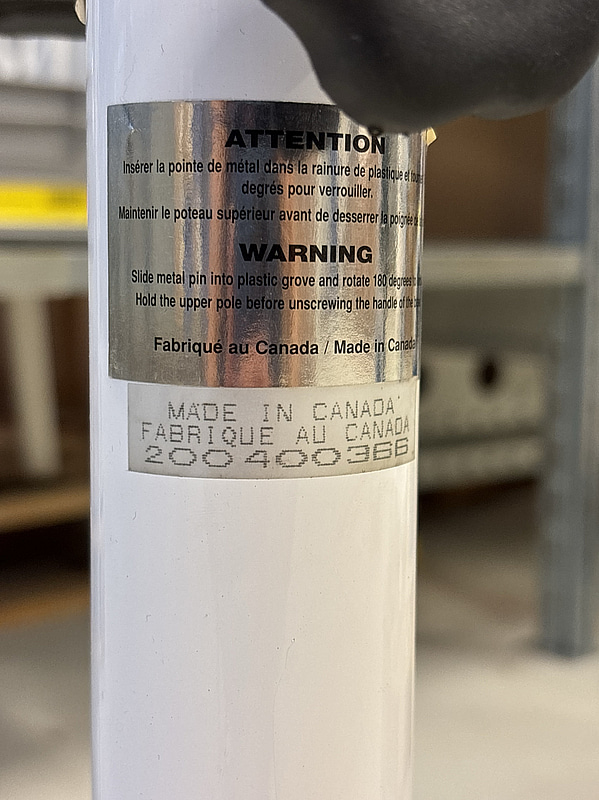 ATTENTION
Insérer la pointe de métal dans la rainure de plastique et
degrés pour verrouiller.
Maintenir le poteau supérieur avant de desserrer la poignée
WARNING
Slide metal pin into plastic grove and rotate 180 degrees
Hold the upper pole before unscrewing the handle of the
Fabriqué au Canada / Made in Canada
MADE IN CANADA
FABRIQUE AU CANADA
200400366